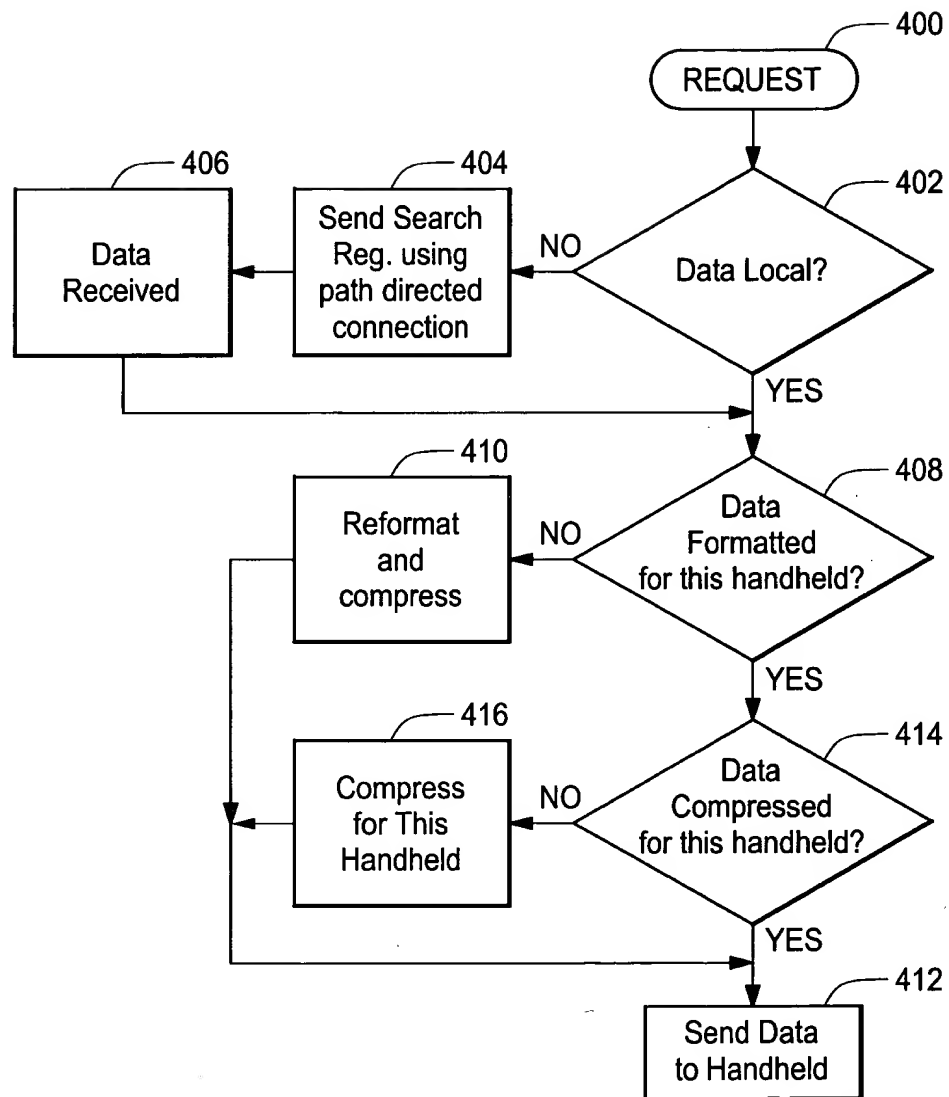 400
REQUEST
406
404
402
Data
Received
Send Search
Reg. using
path directed
connection
NO
Data Local?
YES
410
408
Reformat
and
compress
NO
Data
Formatted
for this handheld?
YES
416
414
Compress
for This
Handheld
NO
Data
Compressed
for this handheld?
YES
412
Send Data
to Handheld